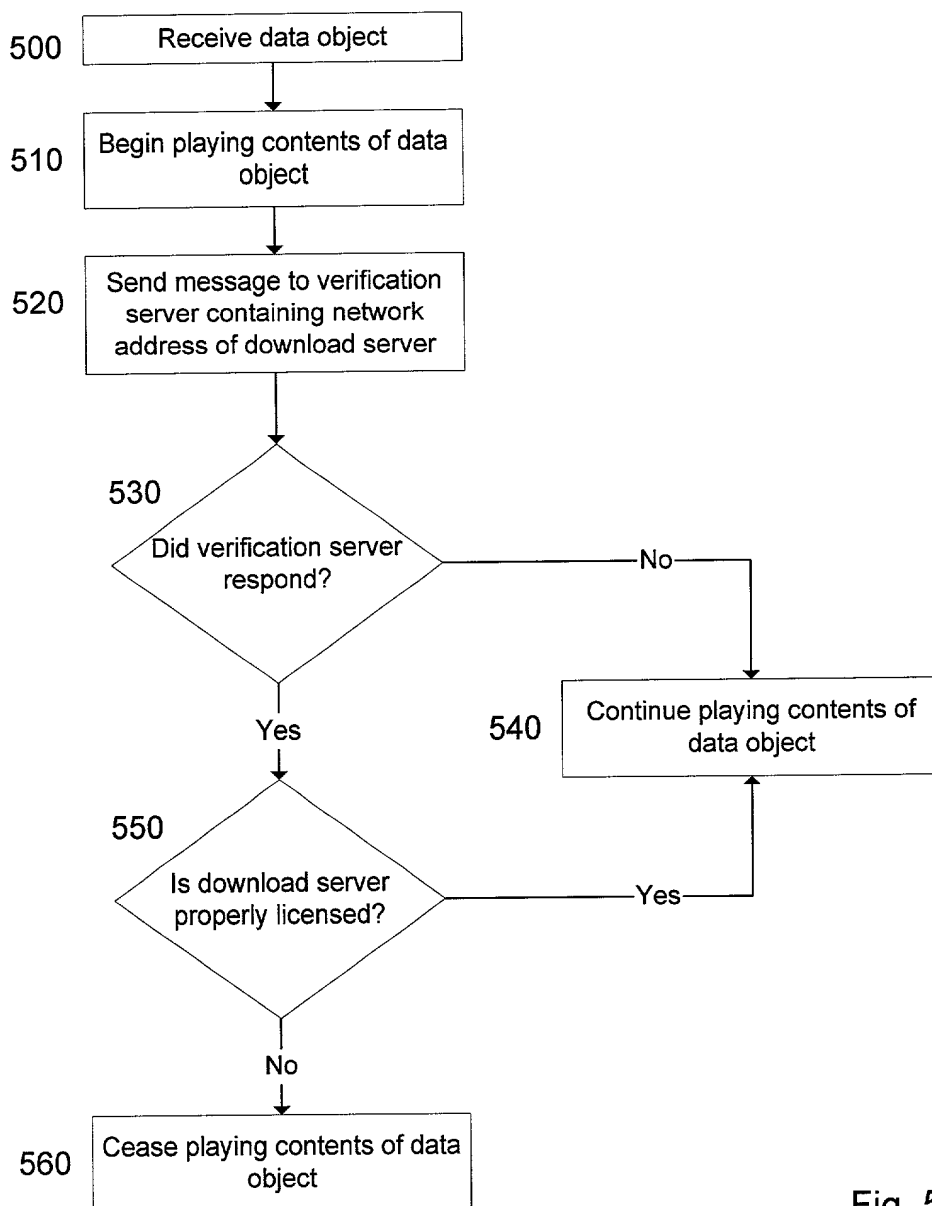 500
Receive data object
510
Begin playing contents of data
object
520
Send message to verification
server containing network
address of download server
530
Did verification server
respond?
No
Yes
540
Continue playing contents of
data object
550
Is download server
properly licensed?
Yes
No
560
Cease playing contents of data
object
Fig. 5